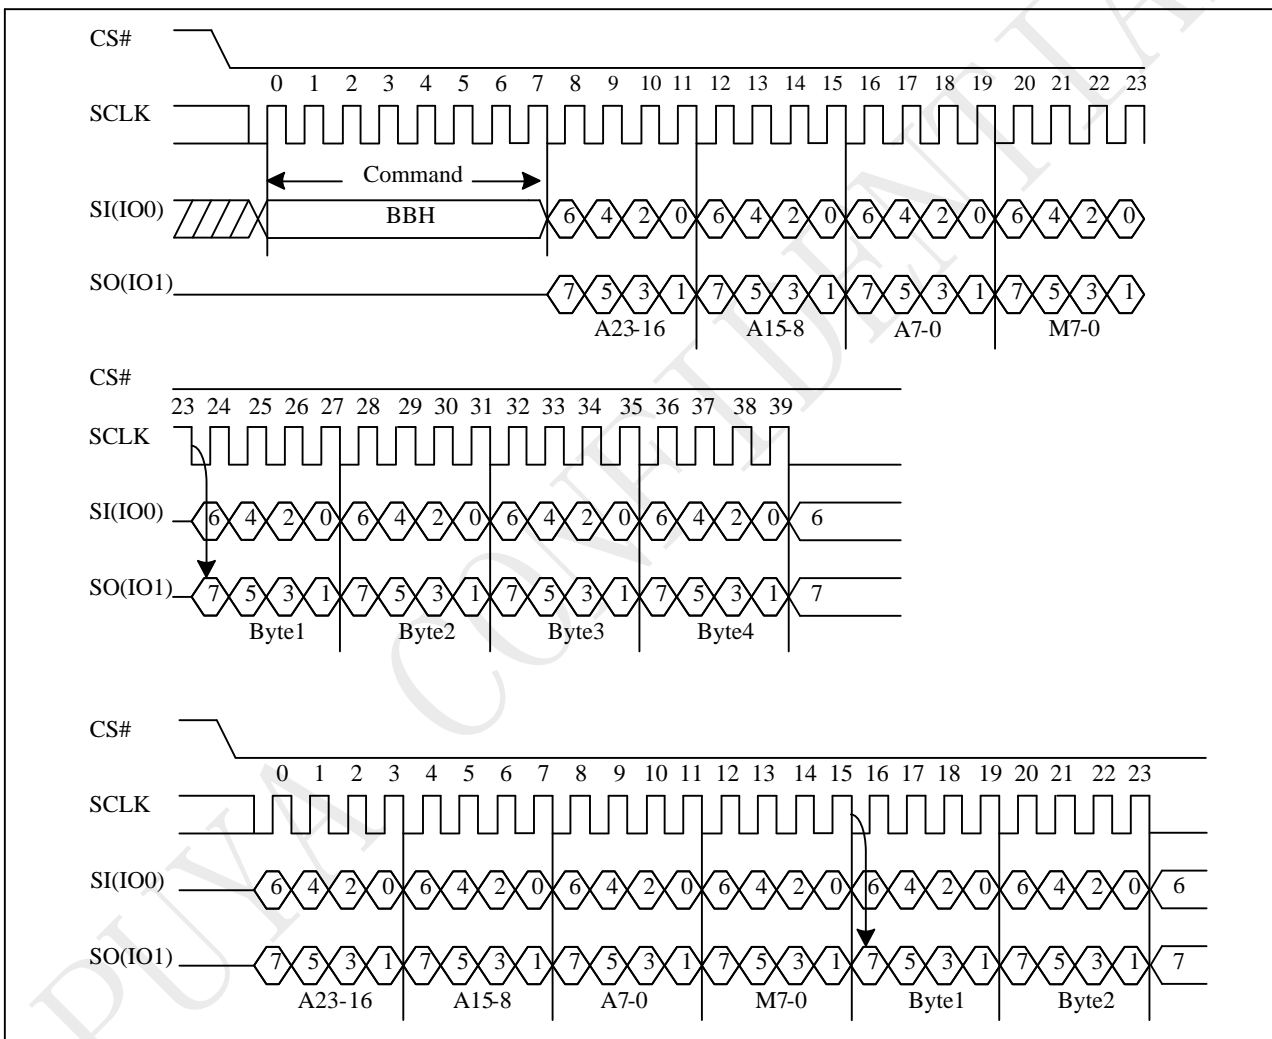 CS#
0 1 2 3 4 5 6 7 8 9 10 11 12 13 14 15 16 17 18 19 20 21 22 23
SCLK
Command
SI(IO0) BBH 6 4 2 0 6 4 2 0 6 4 2 0 6 4 2 0
SO(IO1) 7 5 3 1 7 5 3 1 7 5 3 1 7 5 3 1
A23-16 A15-8 A7-0 M7-0
CS#
23 24 25 26 27 28 29 30 31 32 33 34 35 36 37 38 39
SCLK
SI(IO0) 6 4 2 0 6 4 2 0 6 4 2 0 6 4 2 0 6
SO(IO1) 7 5 3 1 7 5 3 1 7 5 3 1 7 5 3 1 7
Byte1 Byte2 Byte3 Byte4
CS#
0 1 2 3 4 5 6 7 8 9 10 11 12 13 14 15 16 17 18 19 20 21 22 23
SCLK
SI(IO0) 6 4 2 0 6 4 2 0 6 4 2 0 6 4 2 0 6 4 2 0 6 4 2 0 6
SO(IO1) 7 5 3 1 7 5 3 1 7 5 3 1 7 5 3 1 7 5 3 1 7 5 3 1 7
A23-16 A15-8 A7-0 M7-0 Byte1 Byte2
PUYA CONFIDENTIAL